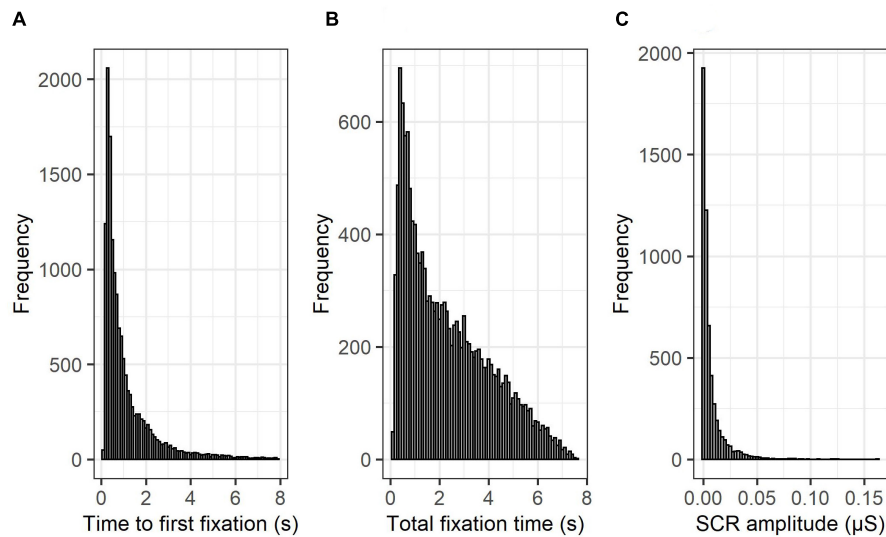 A
B
C
Frequency
2000
1500
1000
500
0
0 2 4 6 8
Time to first fixation (s)
Frequency
600
400
200
0
0 2 4 6 8
Total fixation time (s)
Frequency
2000
1500
1000
500
0
0.00 0.05 0.10 0.15
SCR amplitude (µS)